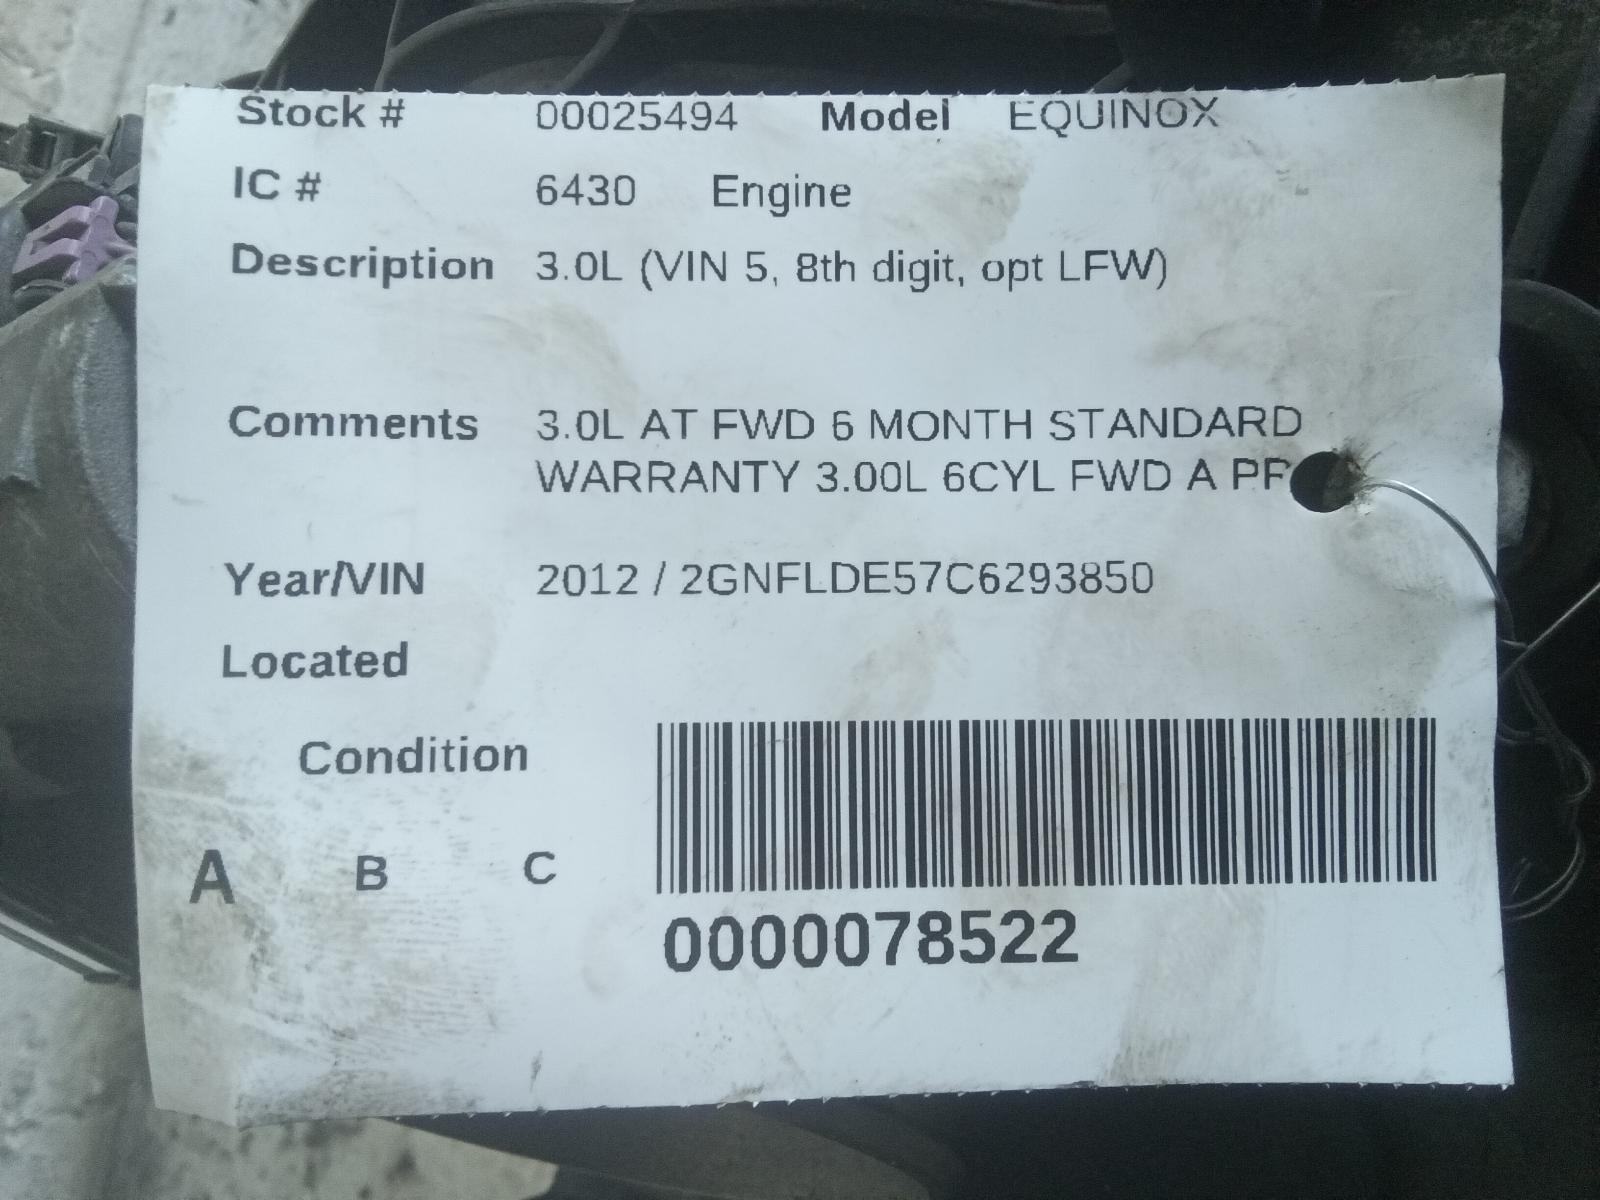 Stock # 00025494 Model EQUINOX
IC # 6430 Engine
Description 3.0L (VIN 5, 8th digit, opt LFW)
Comments 3.0L AT FWD 6 MONTH STANDARD
WARRANTY 3.00L 6CYL FWD A
Year/VIN 2012 / 2GNFLDE57C6293850
Located
Condition
A B C
0000078522